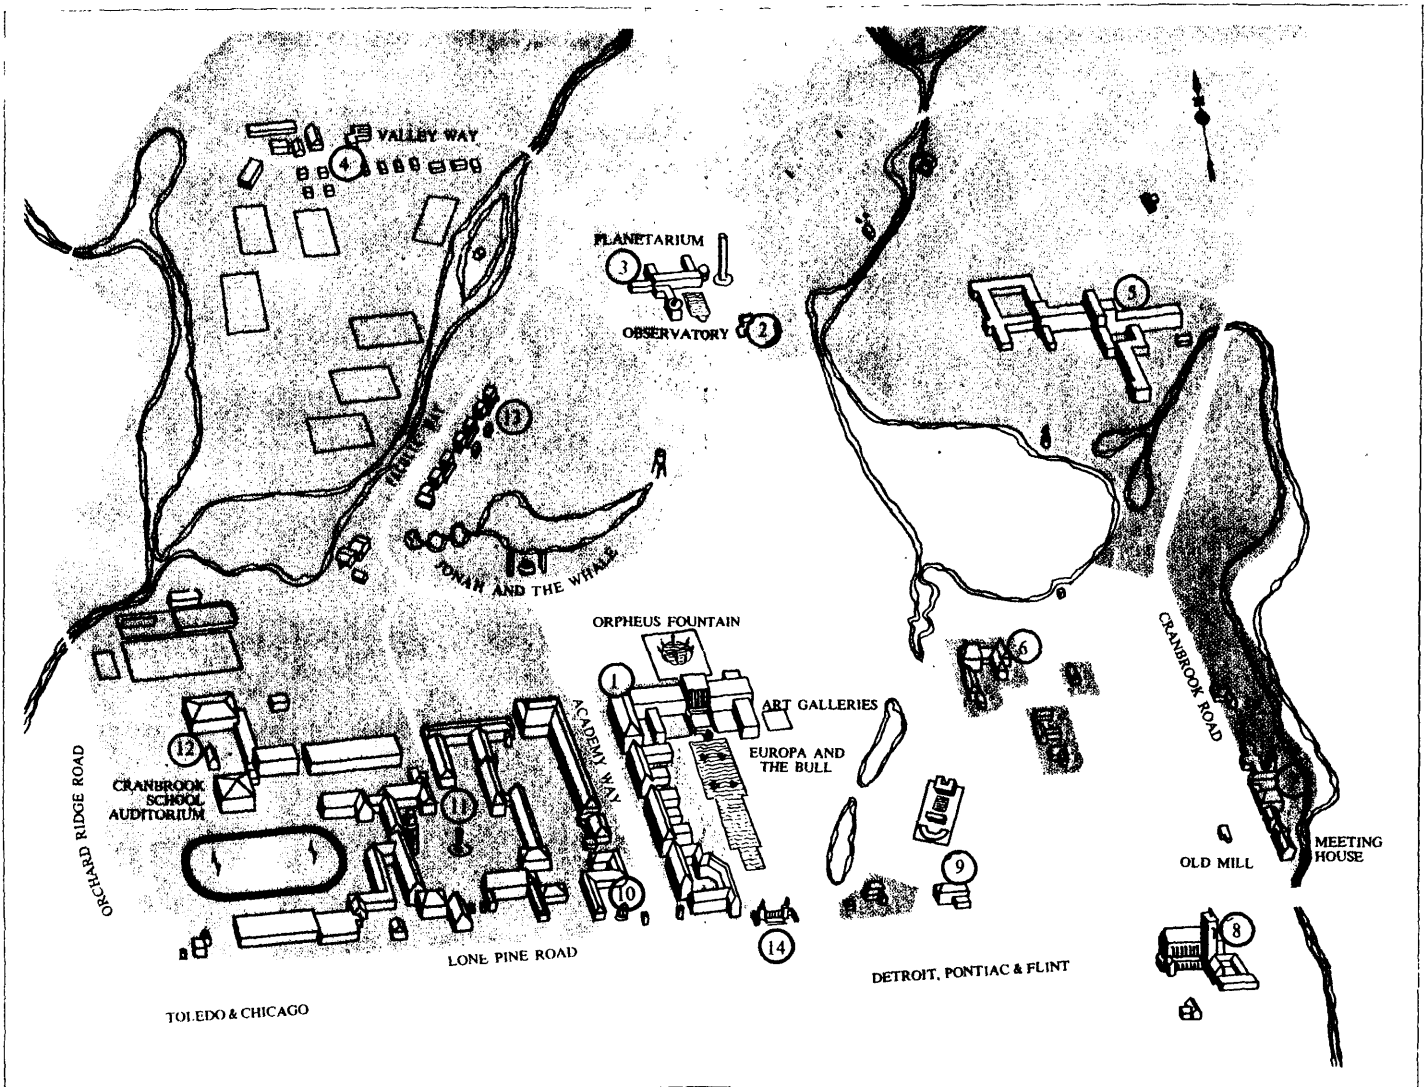 N
VALLEY WAY
4
PLANETARIUM
3
5
OBSERVATORY
2
13
JONAH AND THE WHALE
ORPHEUS FOUNTAIN
6
1
CRANBROOK ROAD
ACADEMY WAY
ART GALLERIES
12
ORCHARD RIDGE ROAD
EUROPA AND
THE BULL
CRANBROOK
SCHOOL
AUDITORIUM
11
MEETING
HOUSE
OLD MILL
9
10
8
14
LONE PINE ROAD
DETROIT, PONTIAC & FLINT
TOLEDO & CHICAGO